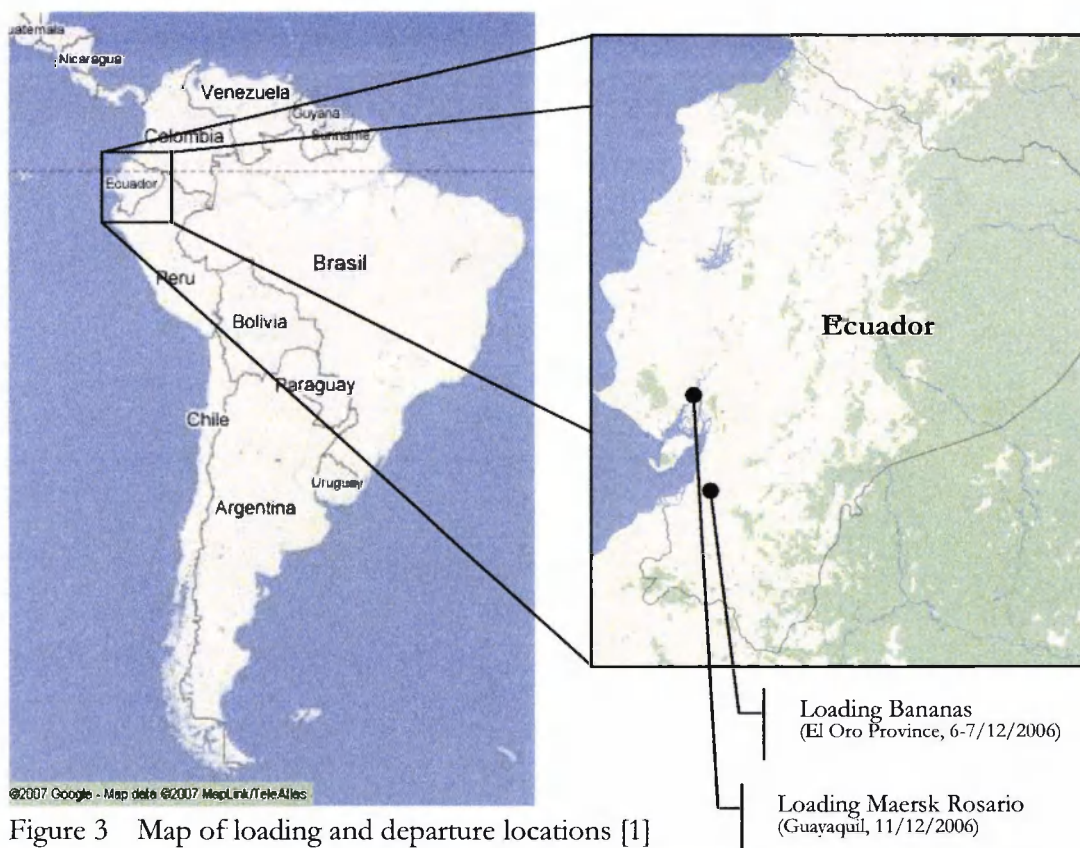 uatemala
Nicaragua
Venezuela
Guyana
Suriname
Colombia
Ecuador
Peru
Brasil
Bolivia
Paraguay
Chile
Uruguay
Argentina
©2007 Google - Map data ©2007 MapLink/TeleAtlas
Ecuador
Loading Bananas
(El Oro Province, 6-7/12/2006)
Loading Maersk Rosario
(Guayaquil, 11/12/2006)
Figure 3 Map of loading and departure locations [1]